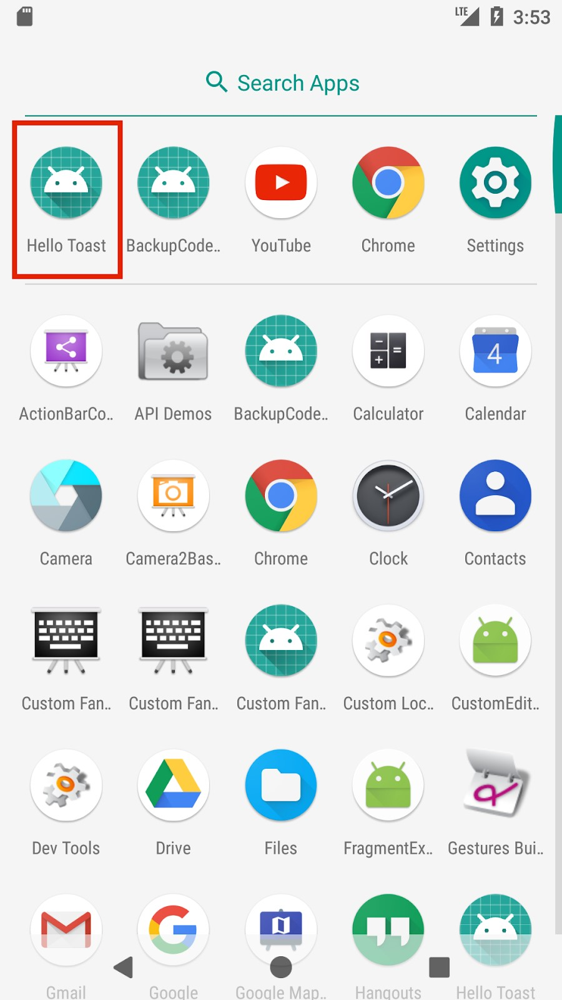 LTE 3:53
Search Apps
Hello Toast BackupCode.. YouTube Chrome Settings
ActionBarCo.. API Demos BackupCode.. Calculator Calendar
4
Camera Camera2Bas.. Chrome Clock Contacts
Custom Fan.. Custom Fan.. Custom Fan.. Custom Loc.. CustomEdit..
Dev Tools Drive Files FragmentEx.. Gestures Bui..
Gmail Google Google Map.. Hangouts Hello Toast